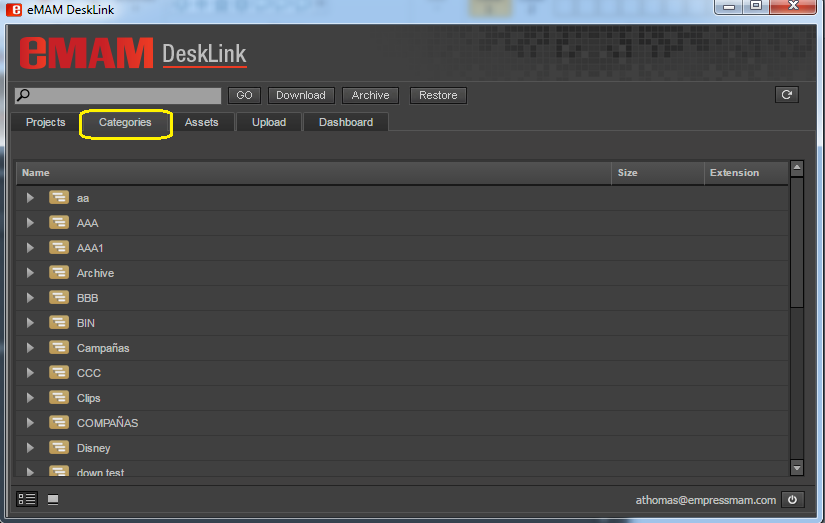 eMAM DeskLink
eMAM DeskLink
GO Download Archive Restore
Projects Categories Assets Upload Dashboard
Name Size Extension
aa
AAA
AAA1
Archive
BBB
BIN
Campañas
CCC
Clips
COMPAÑAS
Disney
down test
athomas@empressmam.com